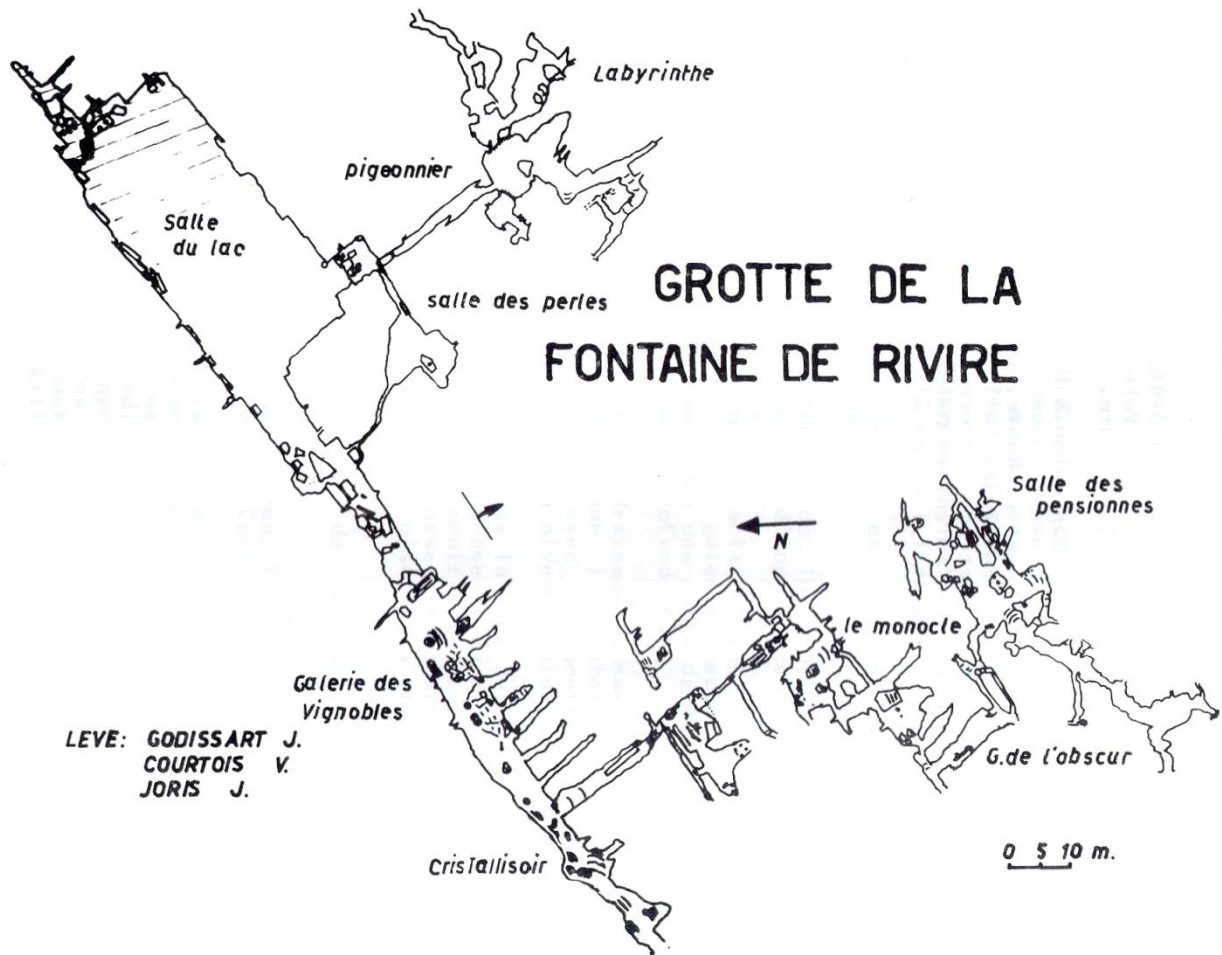 Labyrinthe
pigeonnier
Salle
du lac
GROTTE DE LA
FONTAINE DE RIVIRE
salle des perles
Salle des
pensionnes
N
le monocle
Galerie des
Vignobles
LEVE: GODISSART J.
COURTOIS V.
JORIS J.
G. de l'obscur
Cristallisoir
0 5 10 m.